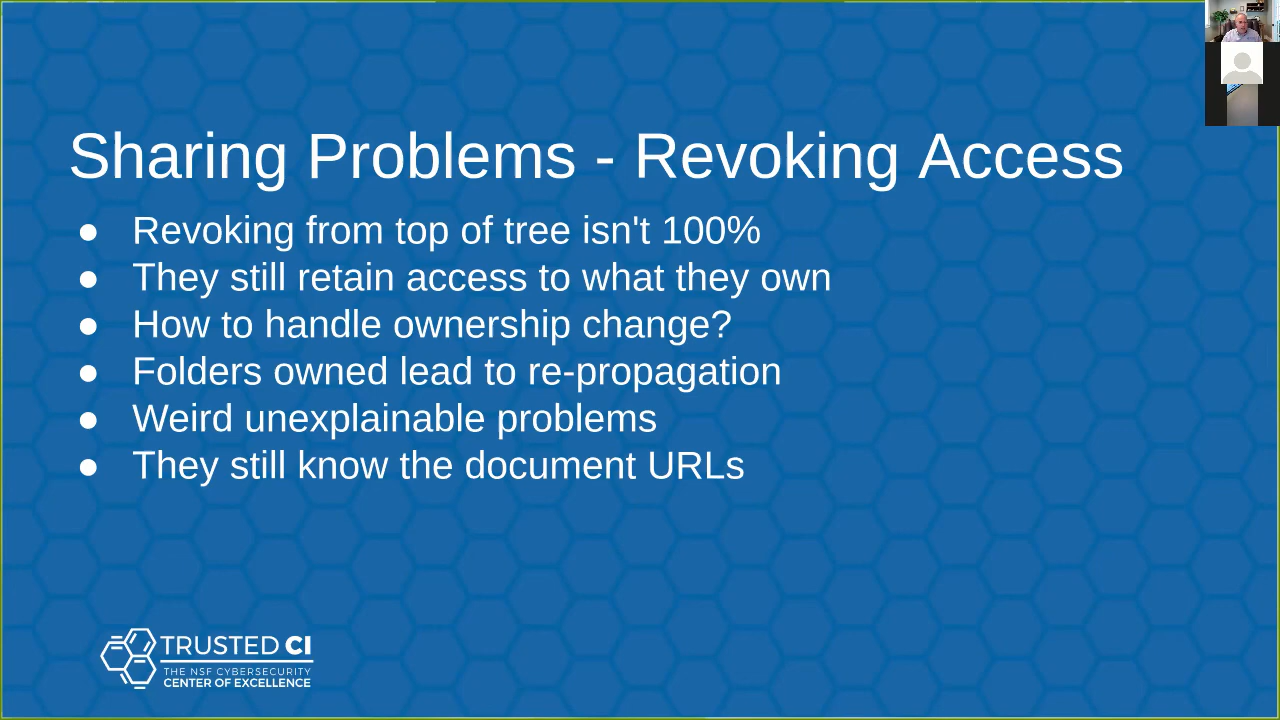 Sharing Problems - Revoking Access
● Revoking from top of tree isn't 100%
● They still retain access to what they own
● How to handle ownership change?
● Folders owned lead to re-propagation
● Weird unexplainable problems
● They still know the document URLs
TRUSTED CI
THE NSF CYBERSECURITY
CENTER OF EXCELLENCE